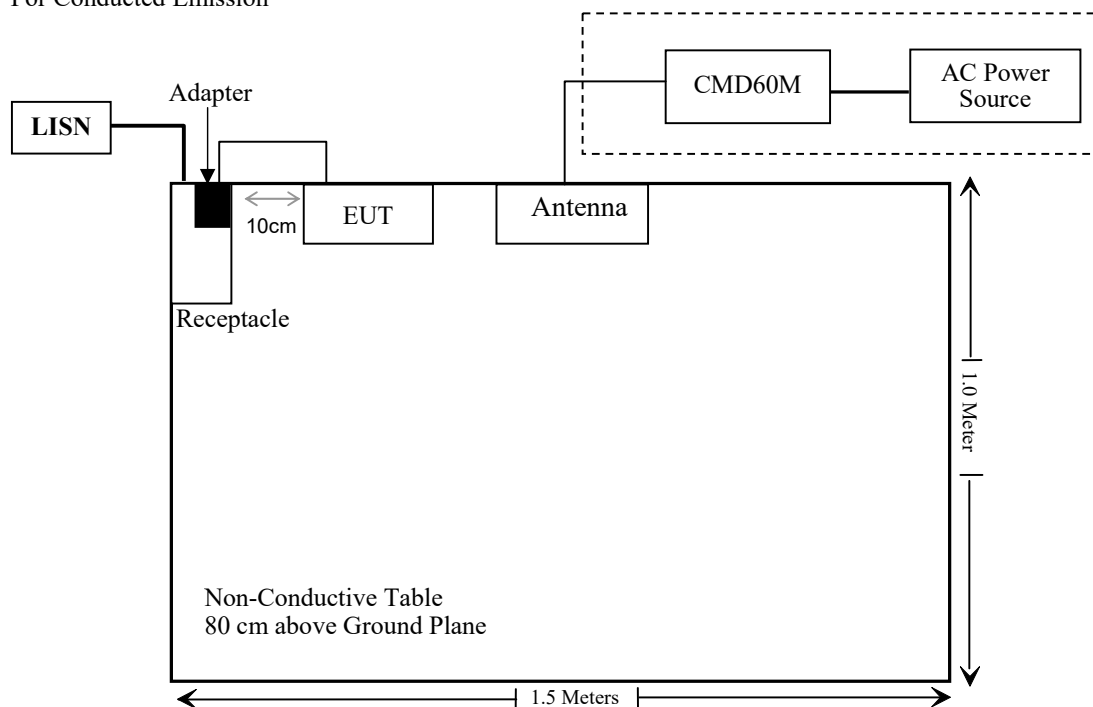 For Conducted Emission
CMD60M
AC Power
Source
Adapter
LISN
10cm
EUT
Antenna
Receptacle
1.0 Meter
Non-Conductive Table
80 cm above Ground Plane
1.5 Meters